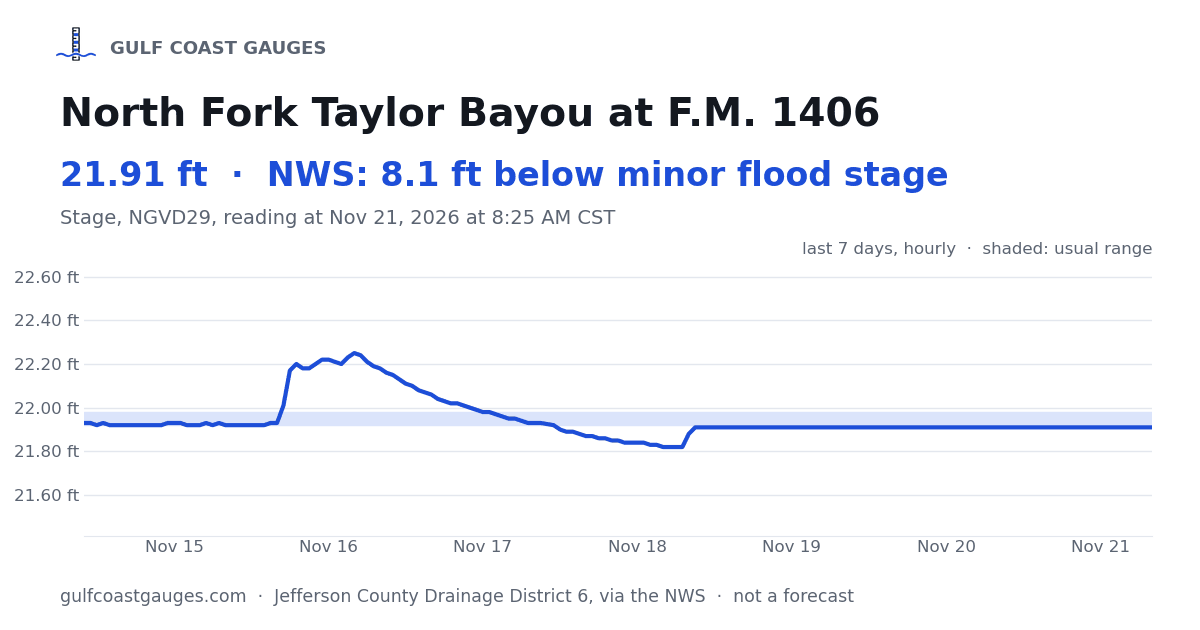 GULF COAST GAUGES
North Fork Taylor Bayou at F.M. 1406
21.91 ft · NWS: 8.1 ft below minor flood stage
Stage, NGVD29, reading at Nov 21, 2026 at 8:25 AM CST
last 7 days, hourly · shaded: usual range
22.60 ft
22.40 ft
22.20 ft
22.00 ft
21.80 ft
21.60 ft
Nov 15 Nov 16 Nov 17 Nov 18 Nov 19 Nov 20 Nov 21
gulfcoastgauges.com · Jefferson County Drainage District 6, via the NWS · not a forecast